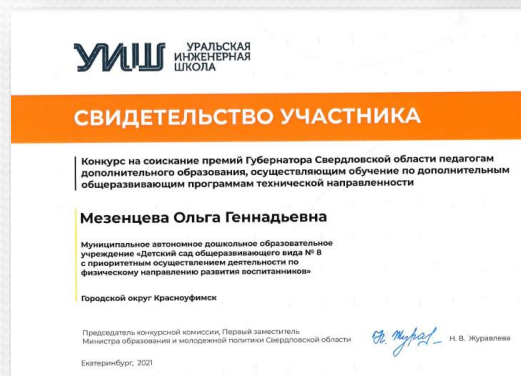 УИШ
УРАЛЬСКАЯ
ИНЖЕНЕРНАЯ
ШКОЛА
СВИДЕТЕЛЬСТВО УЧАСТНИКА
Конкурс на соискание премий Губернатора Свердловской области педагогам
дополнительного образования, осуществляющим обучение по дополнительным
общеразвивающим программам технической направленности
Мезенцева Ольга Геннадьевна
Муниципальное автономное дошкольное образовательное
учреждение «Детский сад общеразвивающего вида № 8
с приоритетным осуществлением деятельности по
физическому направлению развития воспитанников»
Городской округ Красноуфимск
Председатель конкурсной комиссии, Первый заместитель
Министра образования и молодежной политики Свердловской области
Н. В. Журавлева
Екатеринбург, 2021